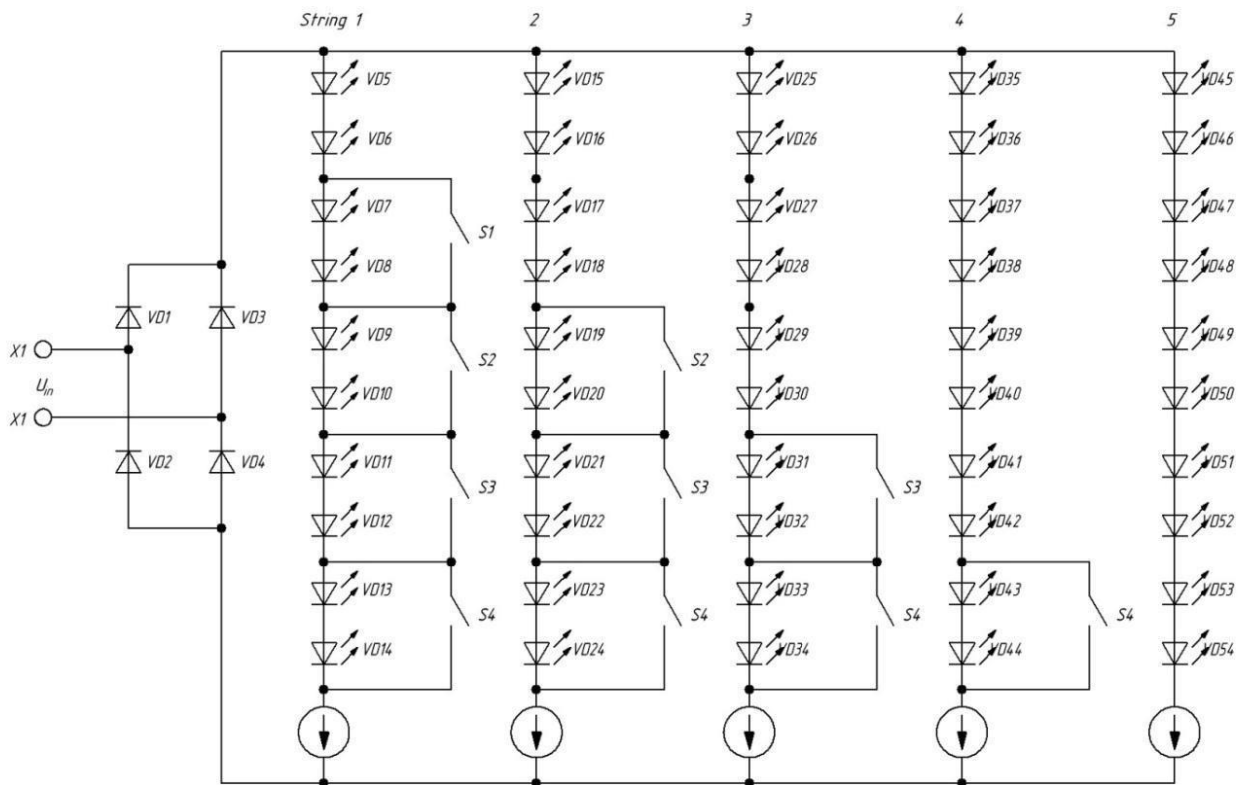 String 1 2 3 4 5
VD5 VD15 VD25 VD35 VD45
VD6 VD16 VD26 VD36 VD46
VD7 VD17 VD27 VD37 VD47
S1
VD8 VD18 VD28 VD38 VD48
VD1 VD3 VD9 VD19 VD29 VD39 VD49
X1 S2 S2
U_in
VD10 VD20 VD30 VD40 VD50
X1
VD2 VD4 VD11 VD21 VD31 VD41 VD51
S3 S3 S3
VD12 VD22 VD32 VD42 VD52
VD13 VD23 VD33 VD43 VD53
S4 S4 S4 S4
VD14 VD24 VD34 VD44 VD54